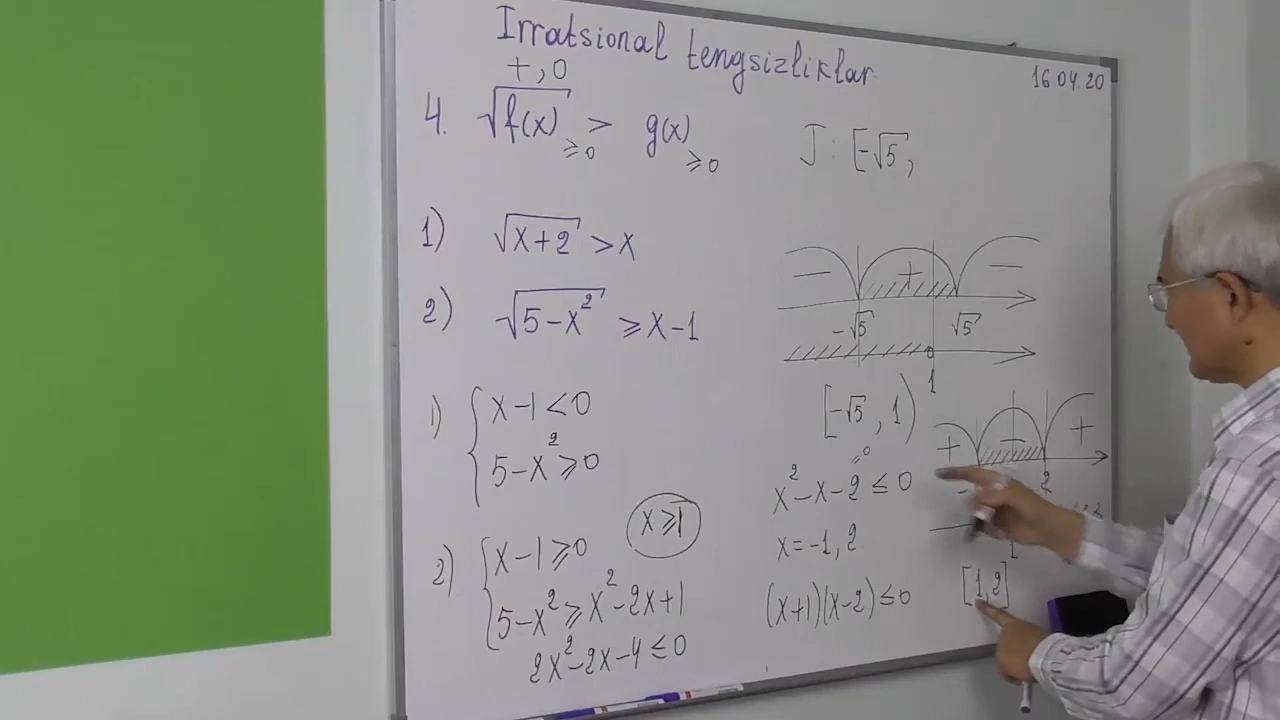 Irratsional tengsizliklar
16 04.20
+, 0
4. √f(x) > g(x)
≥0 ≥0
J: [-√5,
1) √x+2 > x
2) √5-x² ≥ x-1
- + -
-√5 √5
1
1) { x-1 < 0
5-x² ≥ 0
[-√5, 1)
+ - +
2
x²-x-2 ≤ 0
x = -1, 2
(x+1)(x-2) ≤ 0
1
[1,2]
2) { x-1 ≥ 0
x ≥ 1
5-x² ≥ x²-2x+1
2x²-2x-4 ≤ 0